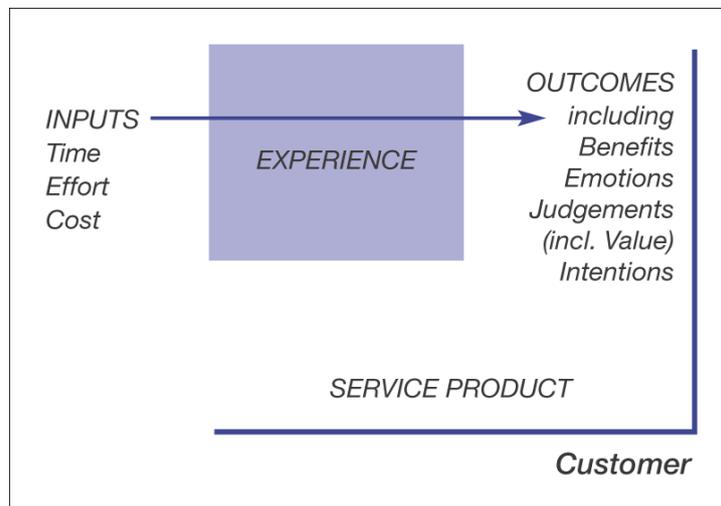 INPUTS
Time
Effort
Cost
EXPERIENCE
OUTCOMES
including
Benefits
Emotions
Judgements
(incl. Value)
Intentions
SERVICE PRODUCT
Customer